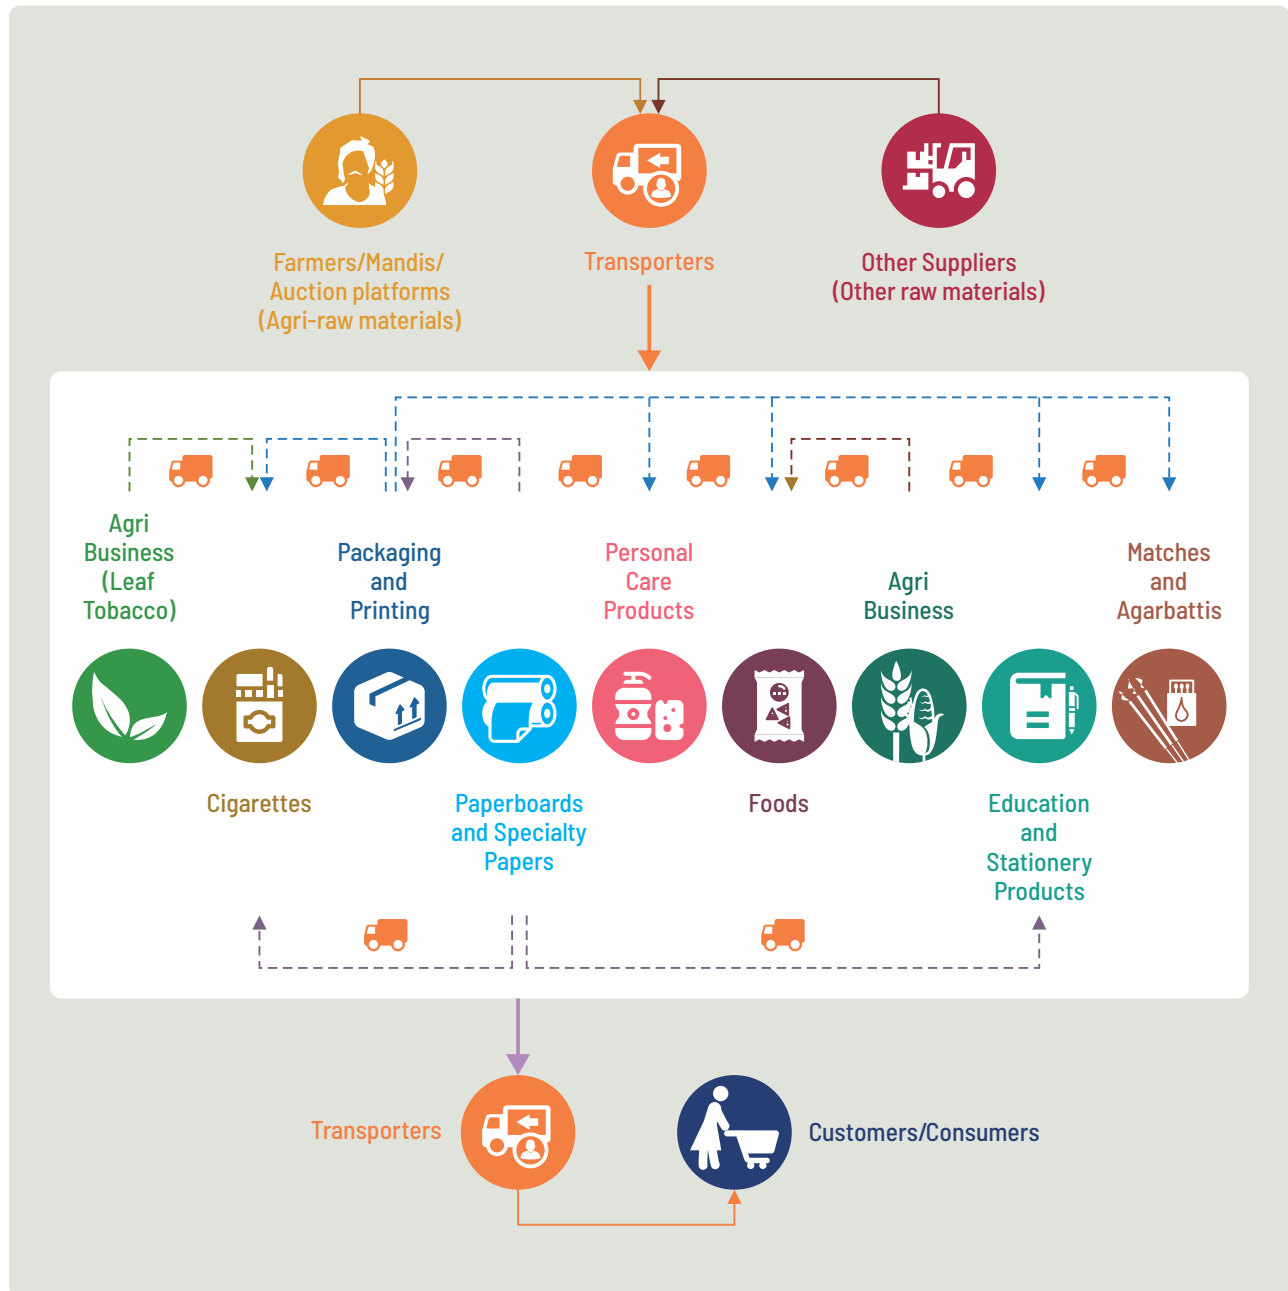 Farmers/Mandis/
Auction platforms
(Agri-raw materials)
Transporters
Other Suppliers
(Other raw materials)
Agri
Business
(Leaf
Tobacco)
Packaging
and
Printing
Personal
Care
Products
Agri
Business
Matches
and
Agarbattis
Cigarettes
Paperboards
and Specialty
Papers
Foods
Education
and
Stationery
Products
Transporters
Customers/Consumers